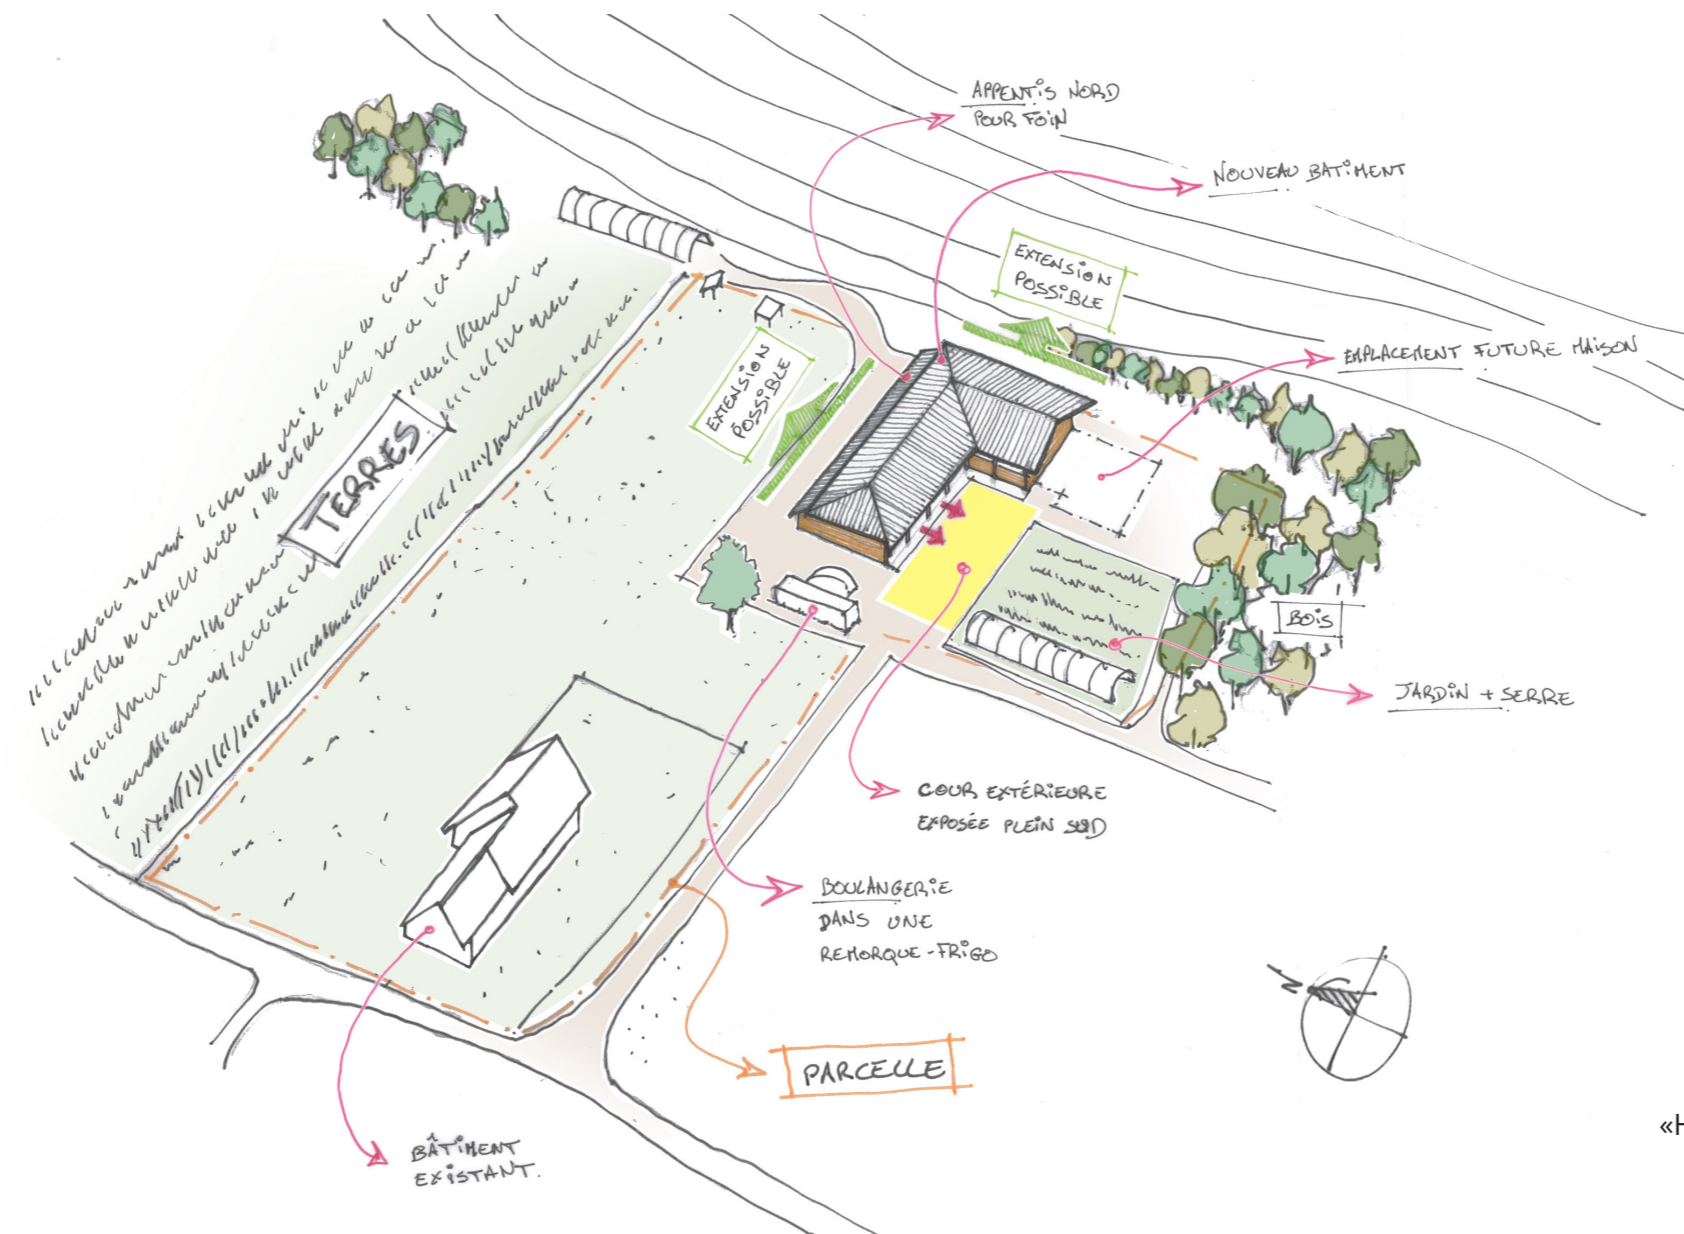 APPENTIS NORD
POUR FOIN
NOUVEAU BATIMENT
EXTENSION
POSSIBLE
EMPLACEMENT FUTURE MAISON
EXTENSION
POSSIBLE
TERRES
BOIS
JARDIN + SERRE
COUR EXTÉRIEURE
EXPOSÉE PLEIN SUD
BOULANGERIE
DANS UNE
REMORQUE-FRIGO
N
PARCELLE
«H
BÂTIMENT
EXISTANT.